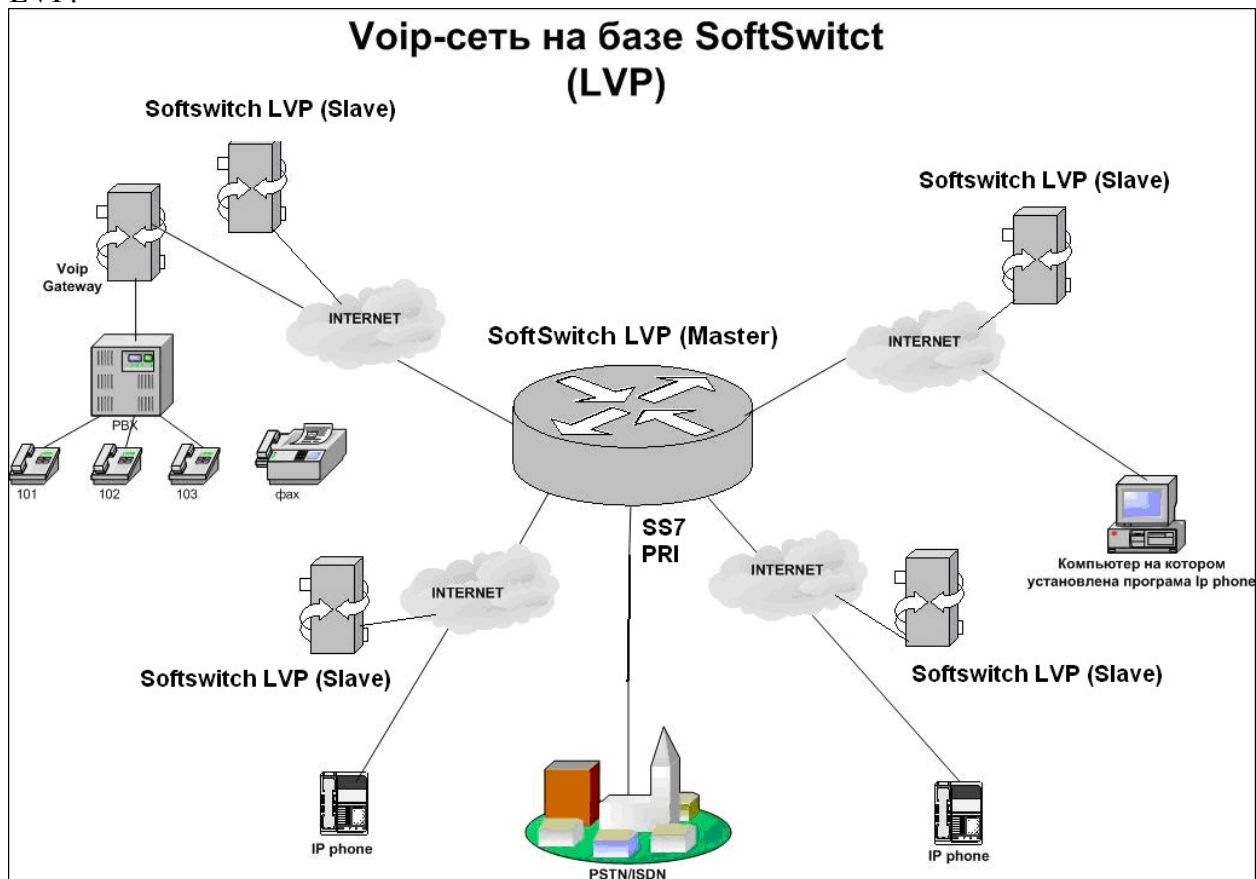 Voip-сеть на базе SoftSwitct
(LVP)
Softswitch LVP (Slave)
Softswitch LVP (Slave)
Voip
Gateway
INTERNET
SoftSwitch LVP (Master)
INTERNET
PBX
101
102
103
фах
SS7
PRI
Компьютер на котором
установлена програма Ip phone
INTERNET
INTERNET
Softswitch LVP (Slave)
Softswitch LVP (Slave)
IP phone
IP phone
PSTN/ISDN